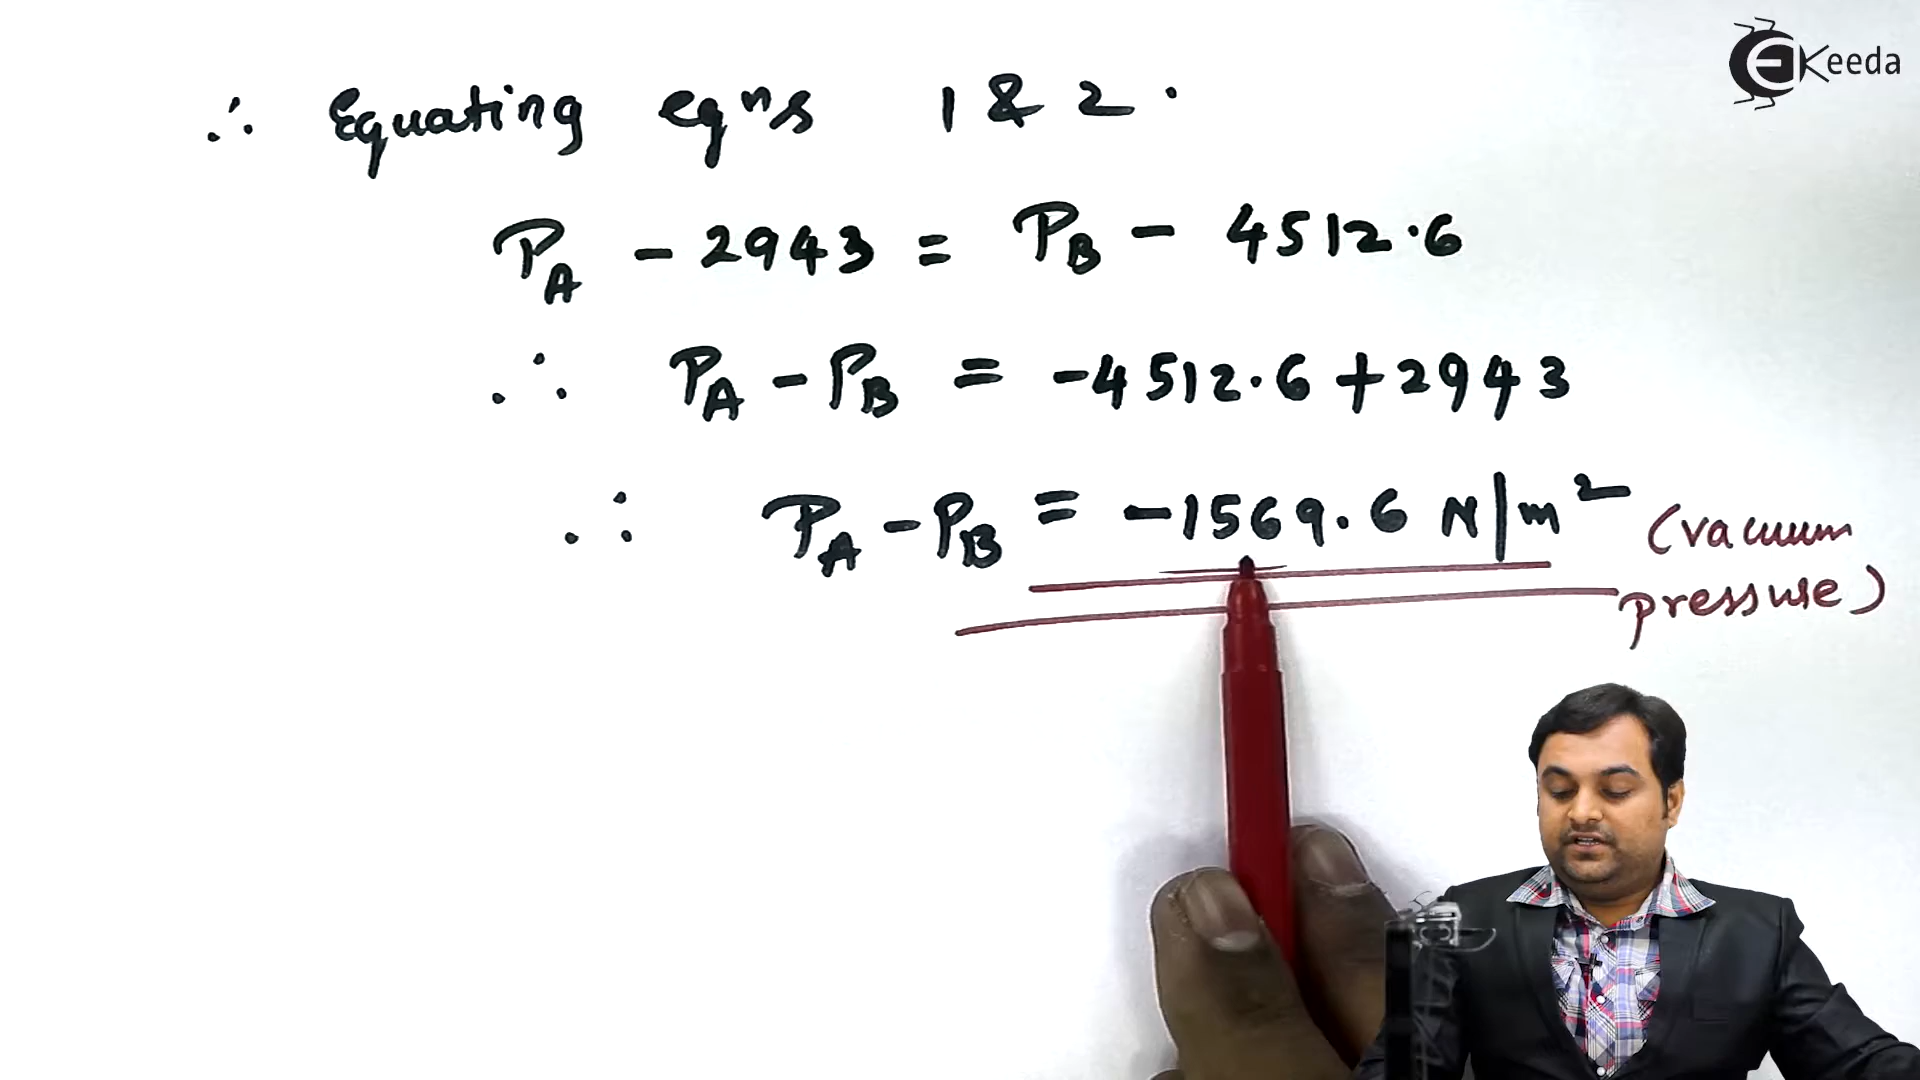 EKeeda
∴ Equating eqⁿs 1 & 2.
P_A - 2943 = P_B - 4512.6
∴ P_A - P_B = -4512.6 + 2943
∴ P_A - P_B = -1569.6 N/m² (vacuum
pressure)